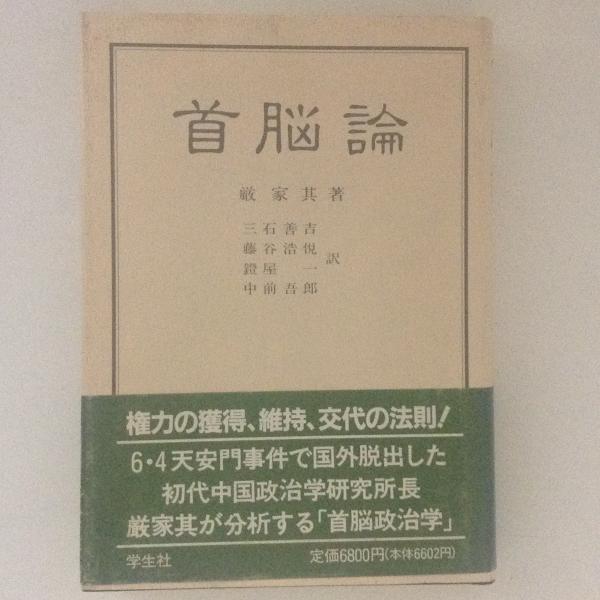 首脳論
厳家其著
三石善吉
藤谷浩悦
鐙屋一
中前吾郎
訳
権力の獲得、維持、交代の法則！
6・4天安門事件で国外脱出した
初代中国政治学研究所長
厳家其が分析する「首脳政治学」
学生社
定価6800円(本体6602円)